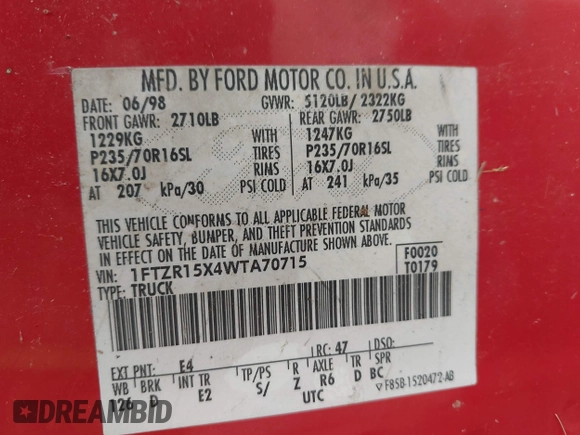 MFD. BY FORD MOTOR CO. IN U.S.A.
DATE: 06/98 GVWR: 5120LB/ 2322KG
FRONT GAWR: 2710LB REAR GAWR: 2750LB
1229KG WITH 1247KG WITH
P235/70R16SL TIRES P235/70R16SL TIRES
16X7.0J RIMS 16X7.0J RIMS
AT 207 kPa/30 PSI COLD AT 241 kPa/35 PSI COLD
THIS VEHICLE CONFORMS TO ALL APPLICABLE FEDERAL MOTOR
VEHICLE SAFETY, BUMPER, AND THEFT PREVENTION STANDARDS
IN EFFECT ON THE DATE OF MANUFACTURE SHOWN ABOVE.
VIN: 1FTZR15X4WTA70715 F0020
TYPE: TRUCK T0179
EXT PNT: E4 RC: 47 DSO:
WB BRK INT TR TP/PS R AXLE TR SPR
126 D E2 S/ Z R6 D BC
UTC F85B-1520472-AB
DREAMBID